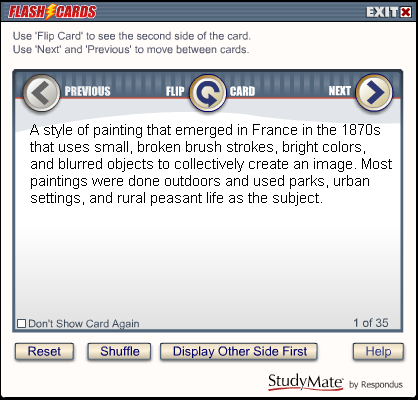 FLASH CARDS EXIT X
Use 'Flip Card' to see the second side of the card.
Use 'Next' and 'Previous' to move between cards.
PREVIOUS FLIP CARD NEXT
A style of painting that emerged in France in the 1870s
that uses small, broken brush strokes, bright colors,
and blurred objects to collectively create an image. Most
paintings were done outdoors and used parks, urban
settings, and rural peasant life as the subject.
Don't Show Card Again 1 of 35
Reset Shuffle Display Other Side First Help
StudyMate by Respondus